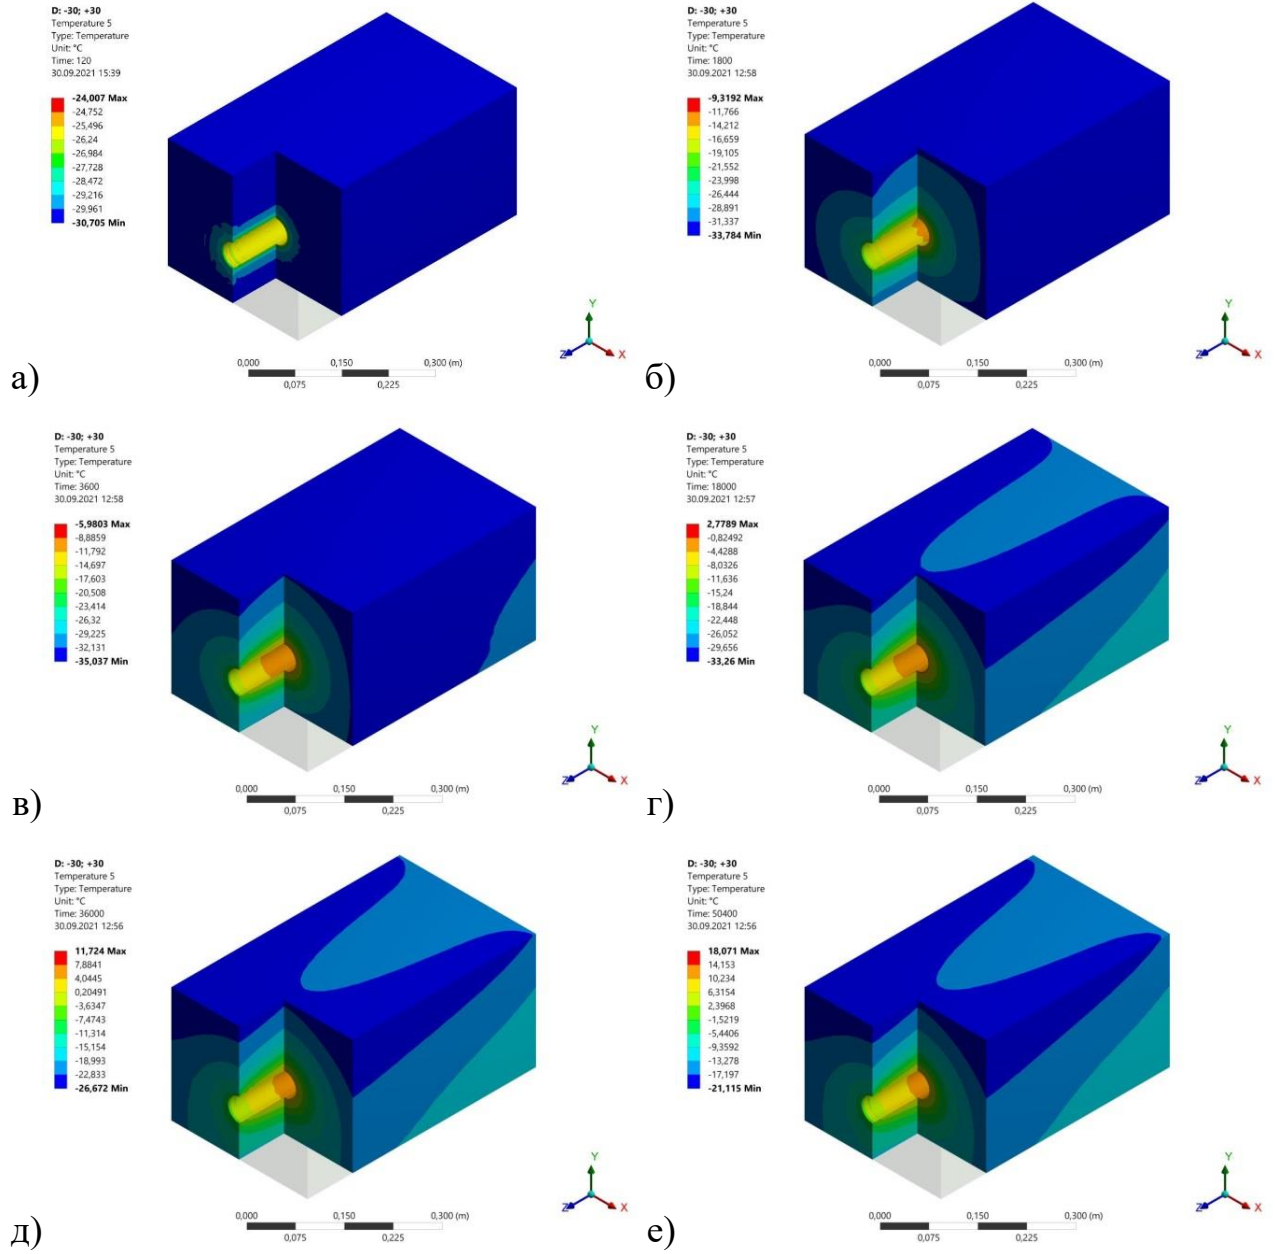 D: -30; +30
Temperature 5
Type: Temperature
Unit: °C
Time: 120
30.09.2021 15:39
-24,007 Max
-24,752
-25,496
-26,24
-26,984
-27,728
-28,472
-29,216
-29,961
-30,705 Min
Y
Z
X
0,000
0,150
0,300 (m)
0,075
0,225
а)
D: -30; +30
Temperature 5
Type: Temperature
Unit: °C
Time: 1800
30.09.2021 12:58
-9,3192 Max
-11,766
-14,212
-16,659
-19,105
-21,552
-23,998
-26,444
-28,891
-31,337
-33,784 Min
Y
Z
X
0,000
0,150
0,300 (m)
0,075
0,225
б)
D: -30; +30
Temperature 5
Type: Temperature
Unit: °C
Time: 3600
30.09.2021 12:58
-5,9803 Max
-8,8859
-11,792
-14,697
-17,603
-20,508
-23,414
-26,32
-29,225
-32,131
-35,037 Min
Y
Z
X
0,000
0,150
0,300 (m)
0,075
0,225
в)
D: -30; +30
Temperature 5
Type: Temperature
Unit: °C
Time: 18000
30.09.2021 12:57
2,7789 Max
-0,82492
-4,4288
-8,0326
-11,636
-15,24
-18,844
-22,448
-26,052
-29,656
-33,26 Min
Y
Z
X
0,000
0,150
0,300 (m)
0,075
0,225
г)
D: -30; +30
Temperature 5
Type: Temperature
Unit: °C
Time: 36000
30.09.2021 12:56
11,724 Max
7,8841
4,0445
0,20491
-3,6347
-7,4743
-11,314
-15,154
-18,993
-22,833
-26,672 Min
Y
Z
X
0,000
0,150
0,300 (m)
0,075
0,225
д)
D: -30; +30
Temperature 5
Type: Temperature
Unit: °C
Time: 50400
30.09.2021 12:56
18,071 Max
14,153
10,234
6,3154
2,3968
-1,5219
-5,4406
-9,3592
-13,278
-17,197
-21,115 Min
Y
Z
X
0,000
0,150
0,300 (m)
0,075
0,225
е)